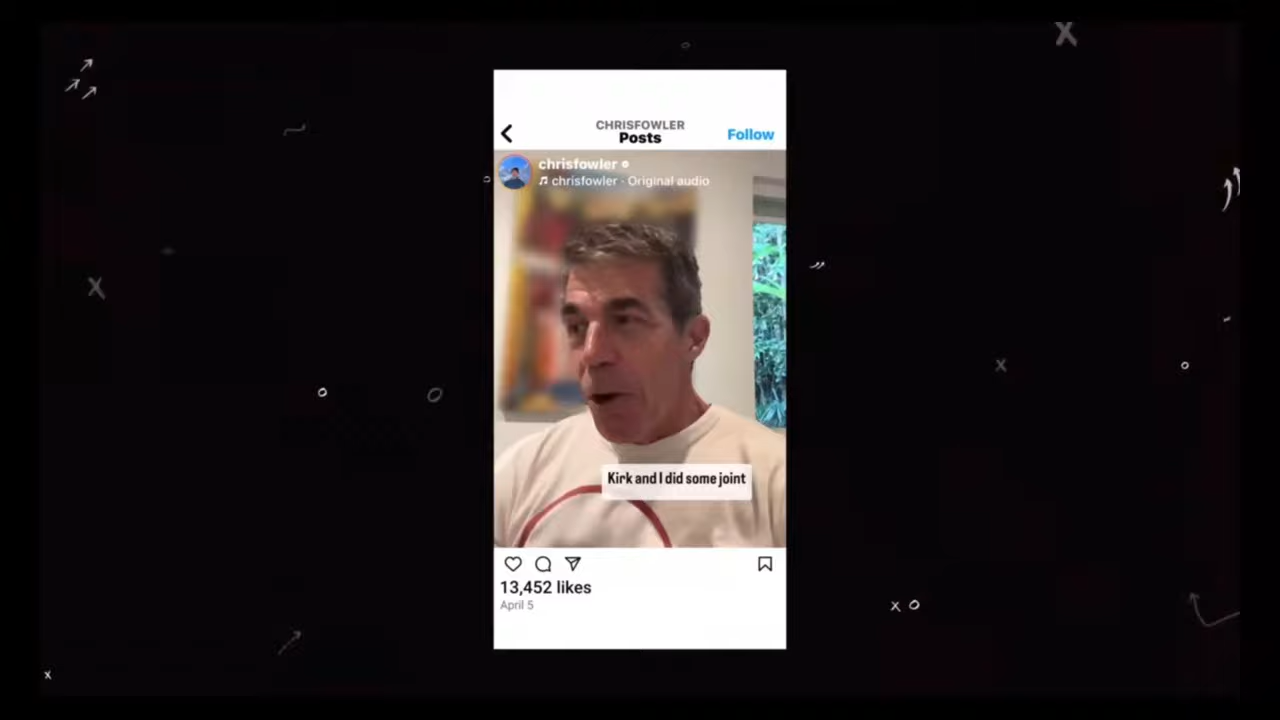 CHRISFOWLER
Posts
Follow
chrisfowler
chrisfowler · Original audio
Kirk and I did some joint
13,452 likes
April 5